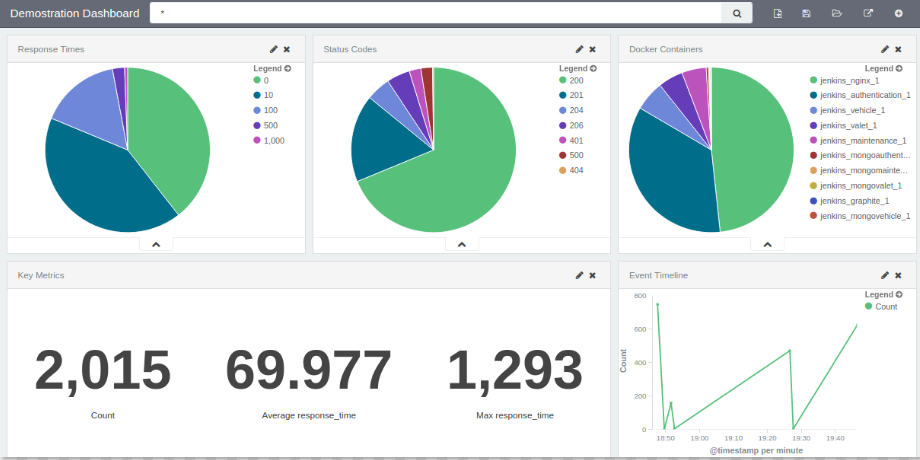 Demostration Dashboard
*
Response Times
Legend
0
10
100
500
1,000
Status Codes
Legend
200
201
204
206
401
500
404
Docker Containers
Legend
jenkins_nginx_1
jenkins_authentication_1
jenkins_vehicle_1
jenkins_valet_1
jenkins_maintenance_1
jenkins_mongoauthent...
jenkins_mongomainte...
jenkins_mongovalet_1
jenkins_graphite_1
jenkins_mongovehicle_1
Key Metrics
2,015
Count
69.977
Average response_time
1,293
Max response_time
Event Timeline
Legend
Count
800
600
400
200
0
Count
18:50 19:00 19:10 19:20 19:30 19:40
@timestamp per minute